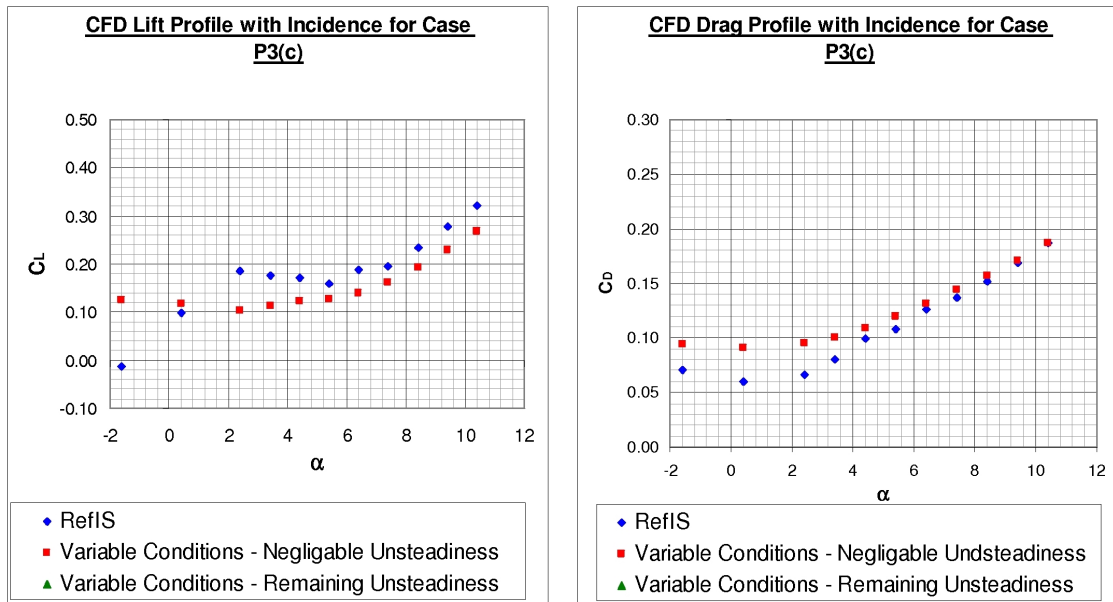 CFD Lift Profile with Incidence for Case
P3(c)
0.50
0.40
0.30
0.20
0.10
0.00
-0.10
CL
-2 0 2 4 6 8 10 12
α
RefIS
Variable Conditions - Negligable Unsteadiness
Variable Conditions - Remaining Unsteadiness
CFD Drag Profile with Incidence for Case
P3(c)
0.30
0.25
0.20
0.15
0.10
0.05
0.00
CD
-2 0 2 4 6 8 10 12
α
RefIS
Variable Conditions - Negligable Undsteadiness
Variable Conditions - Remaining Unsteadiness